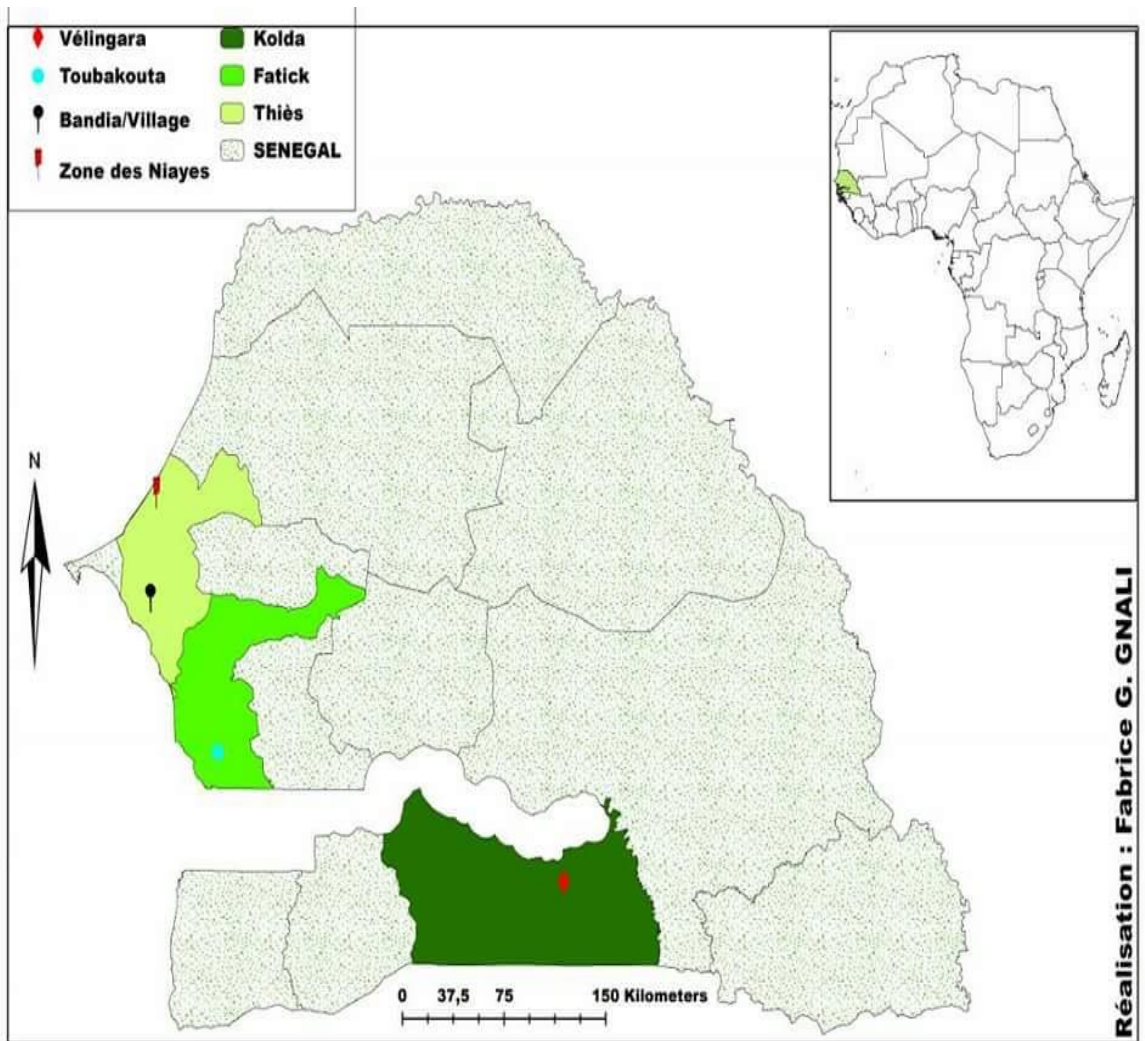 Vélingara
Toubakouta
Bandia/Village
Zone des Niayes
Kolda
Fatick
Thiès
SENEGAL
N
0 37,5 75 150 Kilometers
Réalisation : Fabrice G. GNALI